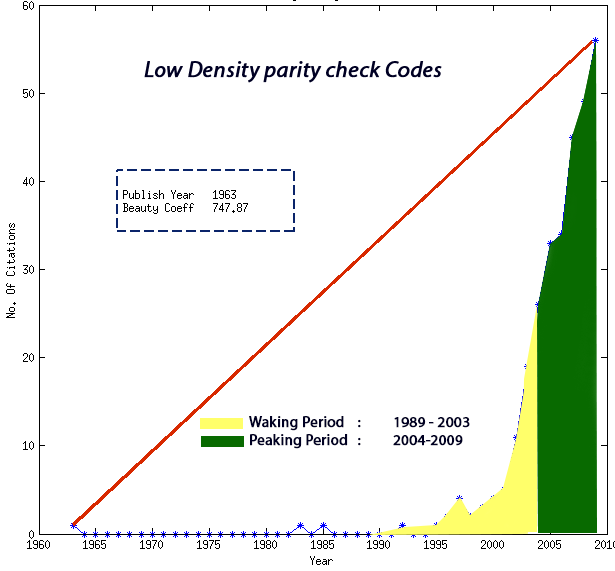 60
Low Density parity check Codes
50
40
Publish Year 1963
Beauty Coeff 747.87
No. Of Citations
30
20
Waking Period : 1989 - 2003
Peaking Period : 2004-2009
10
0
1960 1965 1970 1975 1980 1985 1990 1995 2000 2005 2010
Year